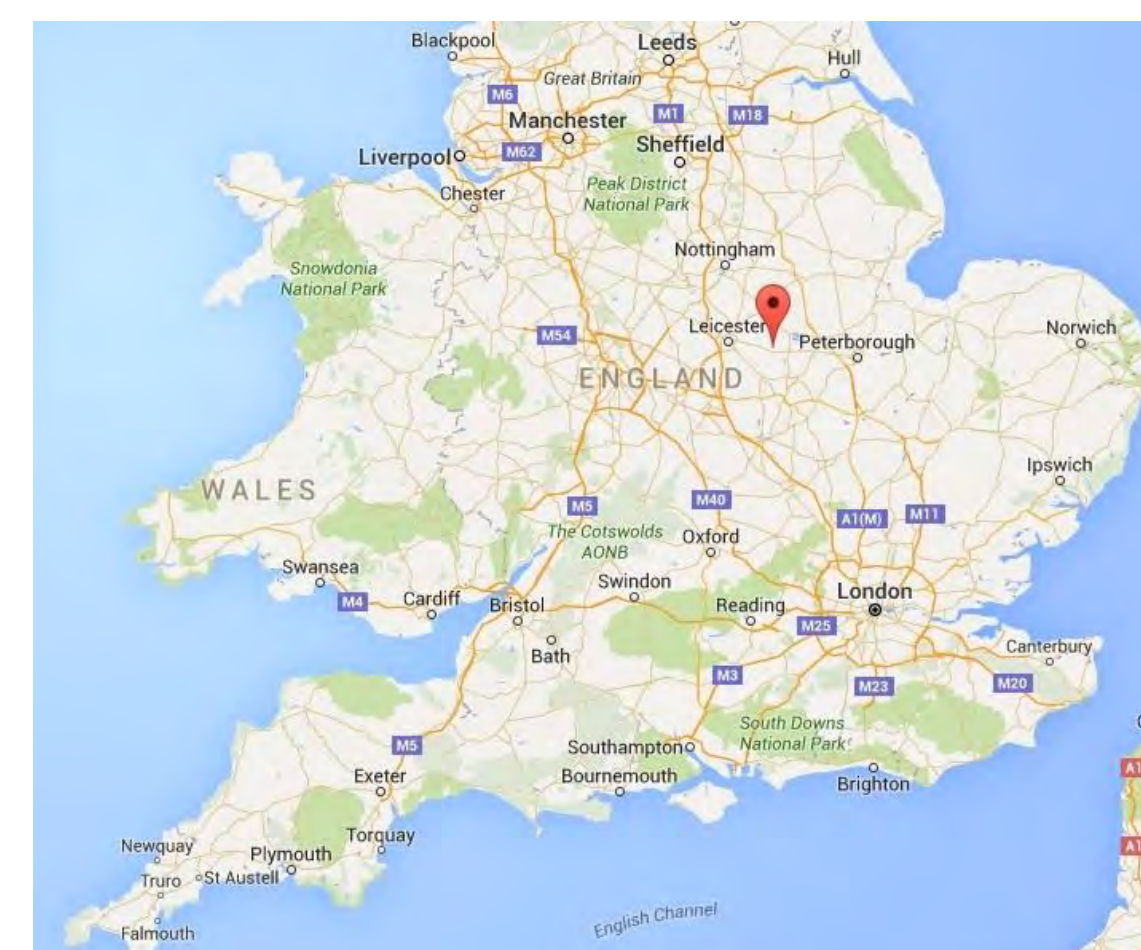 Blackpool
Leeds
Hull
Great Britain
M6
M1
M18
Manchester
Sheffield
Liverpool
M62
Peak District
National Park
Chester
Nottingham
Snowdonia
National Park
Leicester
Norwich
M54
Peterborough
ENGLAND
Ipswich
WALES
M5
M40
A1(M)
M11
The Cotswolds
AONB
Oxford
Swansea
Swindon
London
M4
Cardiff
Bristol
Reading
M25
Bath
Canterbury
M3
M23
M20
South Downs
National Park
M5
Southampton
Exeter
Bournemouth
Brighton
Torquay
Newquay
Plymouth
Truro
St Austell
English Channel
Falmouth